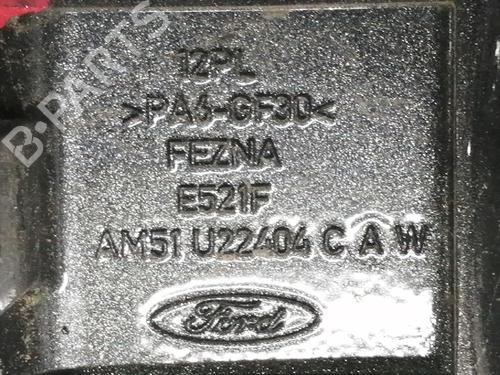 B-PARTS
12PL
>PA6-GF30<
FEZNA
E521F
AM51 U22404 C A W
Ford